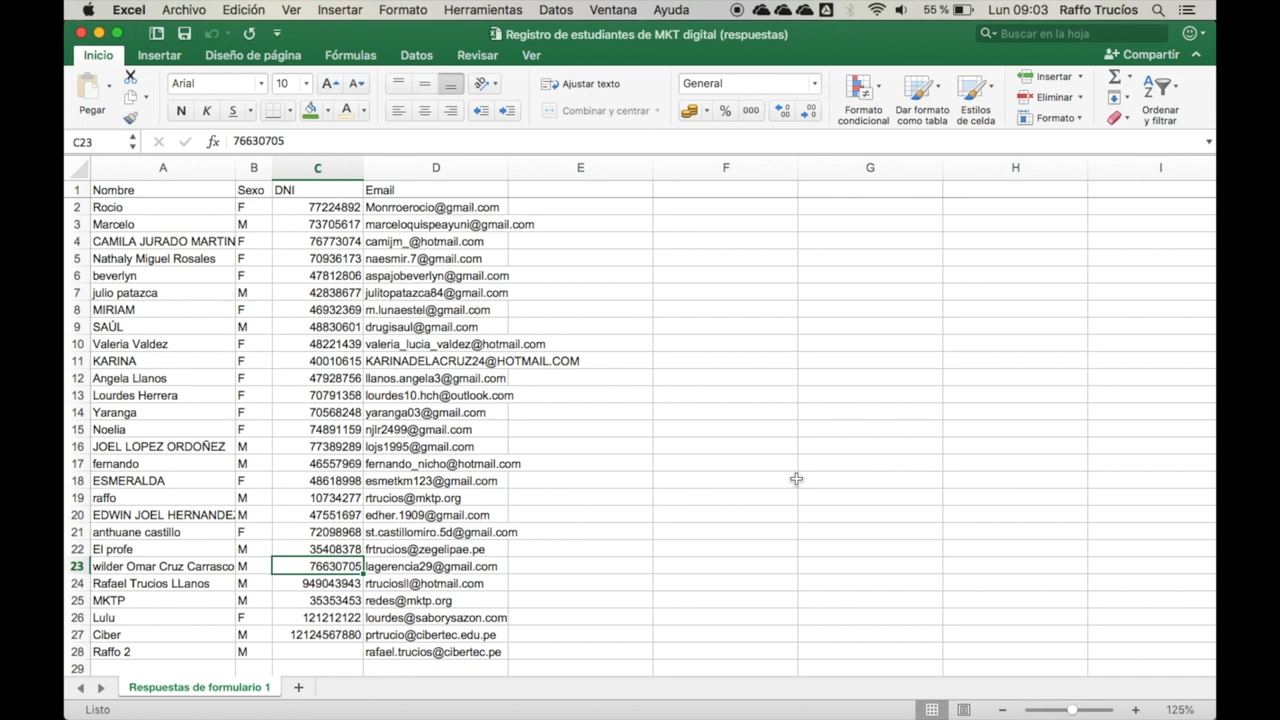 Excel Archivo Edición Ver Insertar Formato Herramientas Datos Ventana Ayuda 55 % Lun 09:03 Raffo Trucíos
Registro de estudiantes de MKT digital (respuestas) Buscar en la hoja
Inicio Insertar Diseño de página Fórmulas Datos Revisar Ver Compartir
Pegar Arial 10 A A Ajustar texto General Insertar
N K S A Combinar y centrar % 000 Formato condicional Dar formato como tabla Estilos de celda Eliminar Formato Ordenar y filtrar
C23 fx 76630705
A B C D E F G H I
1 Nombre Sexo DNI Email
2 Rocio F 77224892 Monrroerocio@gmail.com
3 Marcelo M 73705617 marceloquispeayuni@gmail.com
4 CAMILA JURADO MARTIN F 76773074 camijm_@hotmail.com
5 Nathaly Miguel Rosales F 70936173 naesmir.7@gmail.com
6 beverlyn F 47812806 aspajobeverlyn@gmail.com
7 julio patazca M 42838677 julitopatazca84@gmail.com
8 MIRIAM F 46932369 m.lunaestel@gmail.com
9 SAÚL M 48830601 drugisaul@gmail.com
10 Valeria Valdez F 48221439 valeria_lucia_valdez@hotmail.com
11 KARINA F 40010615 KARINADELACRUZ24@HOTMAIL.COM
12 Angela Llanos F 47928756 llanos.angela3@gmail.com
13 Lourdes Herrera F 70791358 lourdes10.hch@outlook.com
14 Yaranga F 70568248 yaranga03@gmail.com
15 Noelia F 74891159 njlr2499@gmail.com
16 JOEL LOPEZ ORDOÑEZ M 77389289 lojs1995@gmail.com
17 fernando M 46557969 fernando_nicho@hotmail.com
18 ESMERALDA F 48618998 esmetkm123@gmail.com
19 raffo M 10734277 rtrucios@mktp.org
20 EDWIN JOEL HERNANDEZ M 47551697 edher.1909@gmail.com
21 anthuane castillo F 72098968 st.castillomiro.5d@gmail.com
22 El profe M 35408378 frtrucios@zegelipae.pe
23 wilder Omar Cruz Carrasco M 76630705 lagerencia29@gmail.com
24 Rafael Trucios LLanos M 949043943 rtruciosll@hotmail.com
25 MKTP M 35353453 redes@mktp.org
26 Lulu F 121212122 lourdes@saborysazon.com
27 Ciber M 12124567880 prtrucio@cibertec.edu.pe
28 Raffo 2 M rafael.trucios@cibertec.pe
29
Respuestas de formulario 1 +
Listo 125%